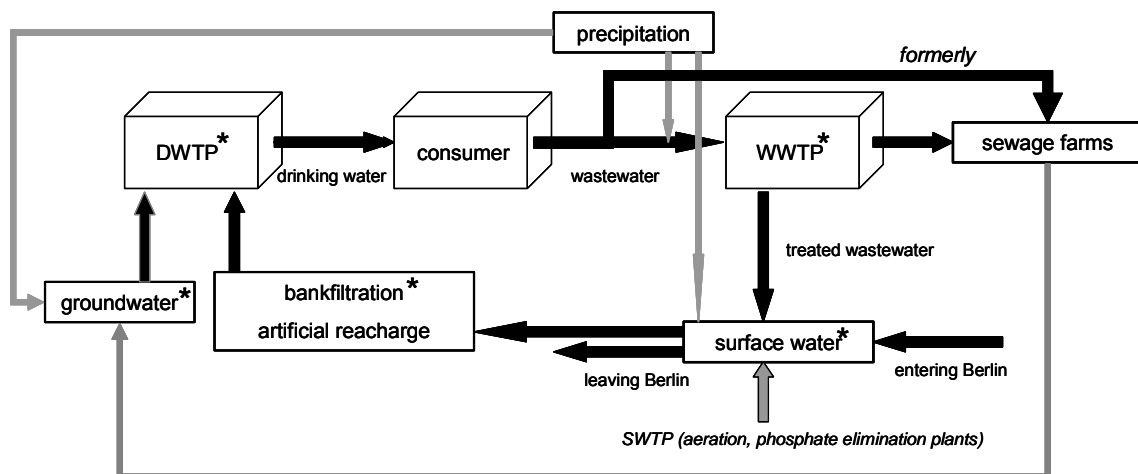 precipitation
formerly
DWTP*
consumer
WWTP*
sewage farms
drinking water
wastewater
treated wastewater
groundwater*
bankfiltration*
artificial reacharge
surface water*
leaving Berlin
entering Berlin
SWTP (aeration, phosphate elimination plants)